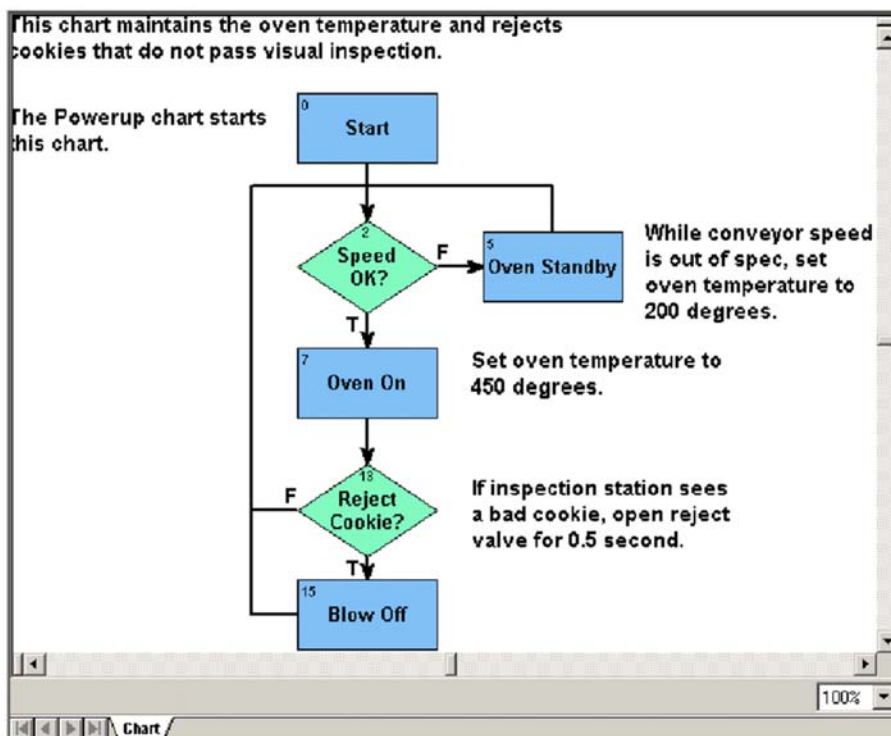 This chart maintains the oven temperature and rejects
cookies that do not pass visual inspection.
The Powerup chart starts
this chart.
0
Start
2
Speed
OK?
F
5
Oven Standby
While conveyor speed
is out of spec, set
oven temperature to
200 degrees.
T
7
Oven On
Set oven temperature to
450 degrees.
13
Reject
Cookie?
F
If inspection station sees
a bad cookie, open reject
valve for 0.5 second.
T
15
Blow Off
100%
Chart